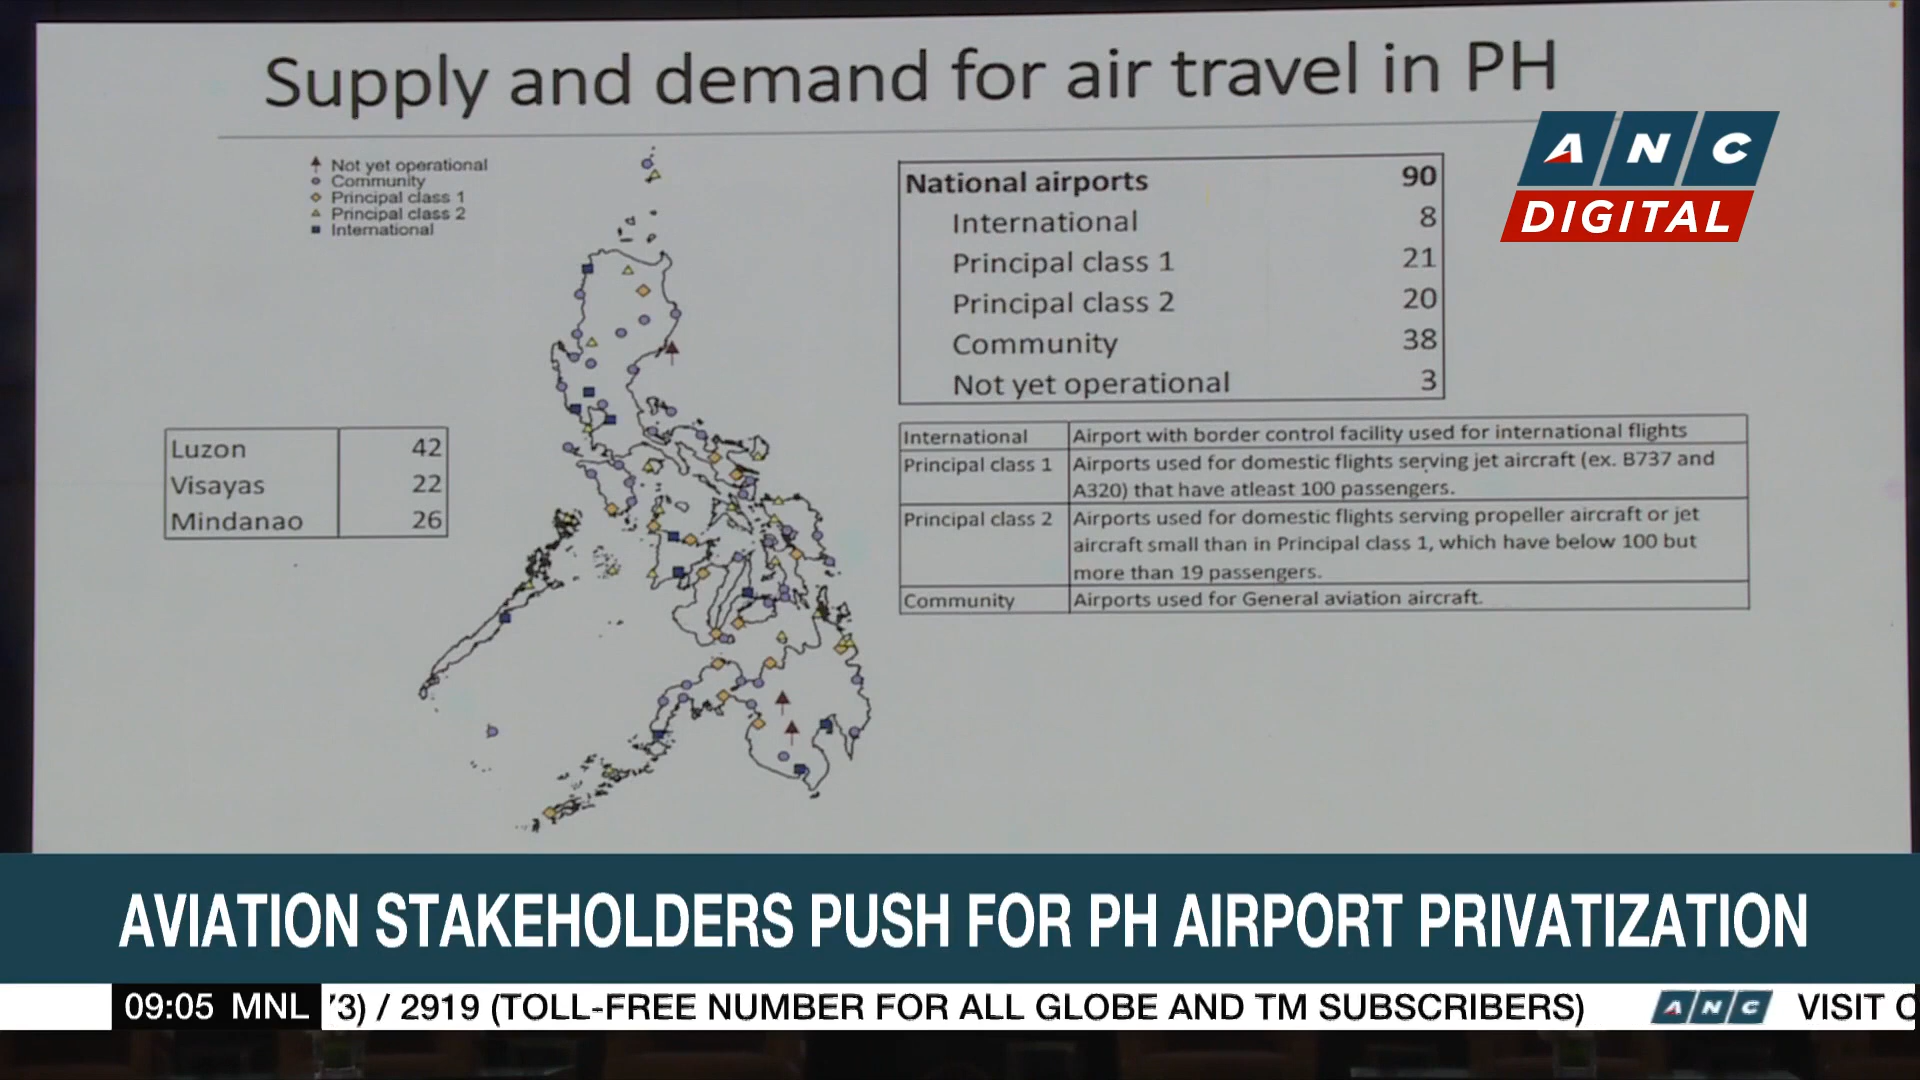 Supply and demand for air travel in PH
ANC
DIGITAL
Not yet operational
Community
Principal class 1
Principal class 2
International
National airports 90
International 8
Principal class 1 21
Principal class 2 20
Community 38
Not yet operational 3
Luzon 42
Visayas 22
Mindanao 26
International Airport with border control facility used for international flights
Principal class 1 Airports used for domestic flights serving jet aircraft (ex. B737 and
A320) that have atleast 100 passengers.
Principal class 2 Airports used for domestic flights serving propeller aircraft or jet
aircraft small than in Principal class 1, which have below 100 but
more than 19 passengers.
Community Airports used for General aviation aircraft.
AVIATION STAKEHOLDERS PUSH FOR PH AIRPORT PRIVATIZATION
09:05 MNL '3) / 2919 (TOLL-FREE NUMBER FOR ALL GLOBE AND TM SUBSCRIBERS) ANC VISIT